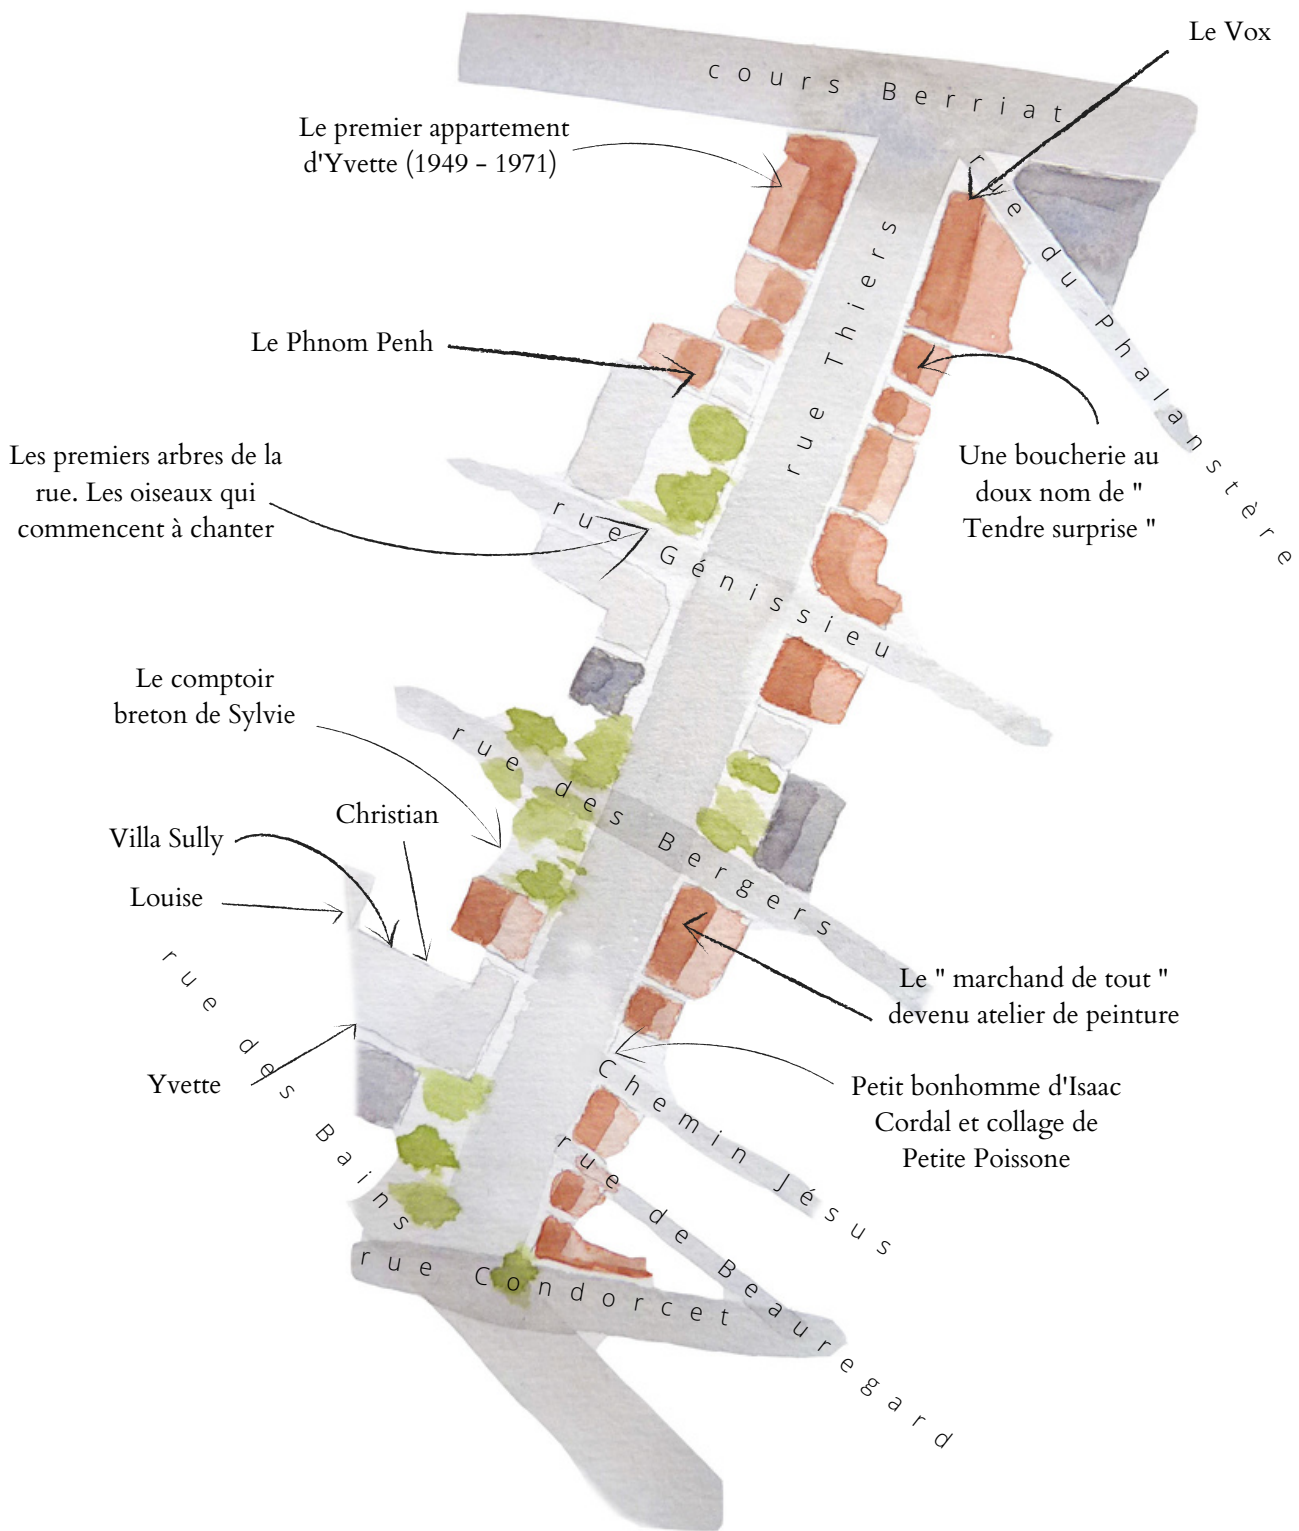 Le Vox
cours Berriat
Le premier appartement
d'Yvette (1949 - 1971)
rue du Phalanstère
rue Thiers
Le Phnom Penh
Les premiers arbres de la
rue. Les oiseaux qui
commencent à chanter
Une boucherie au
doux nom de "
Tendre surprise "
rue Génissieu
Le comptoir
breton de Sylvie
rue des Bergers
Christian
Villa Sully
Louise
rue des Bains
Le " marchand de tout "
devenu atelier de peinture
Yvette
Chemin Jésus
Petit bonhomme d'Isaac
Cordal et collage de
Petite Poissone
rue de Beauregard
rue Condorcet